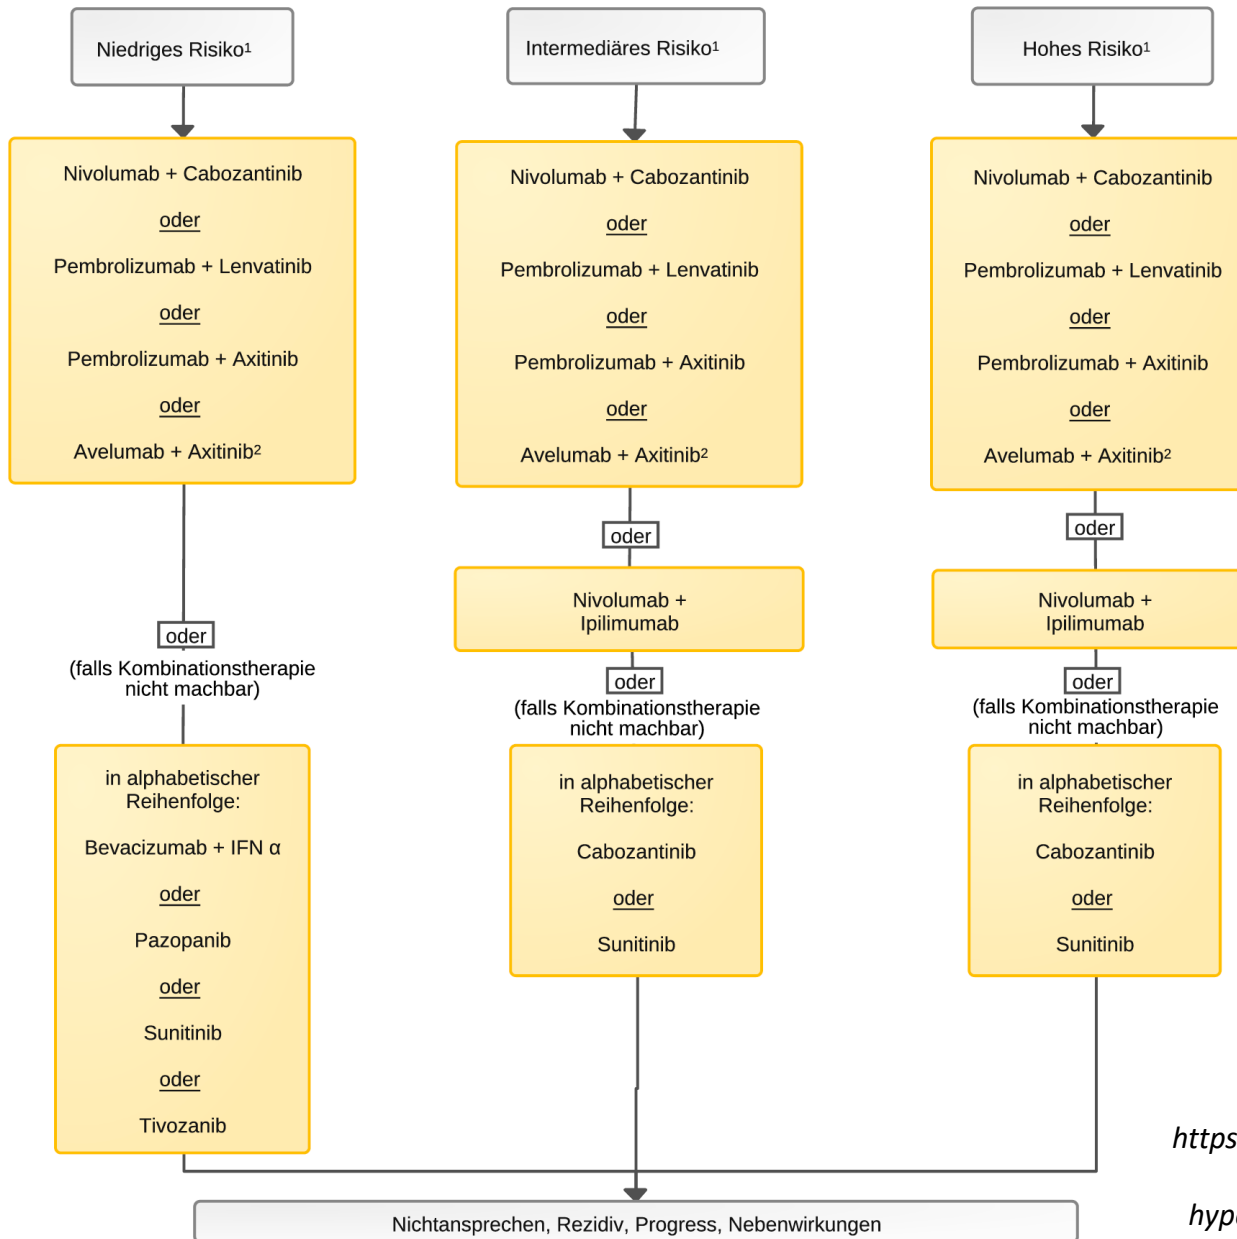 Niedriges Risiko¹
Nivolumab + Cabozantinib
oder
Pembrolizumab + Lenvatinib
oder
Pembrolizumab + Axitinib
oder
Avelumab + Axitinib²
oder
(falls Kombinationstherapie
nicht machbar)
in alphabetischer
Reihenfolge:
Bevacizumab + IFN α
oder
Pazopanib
oder
Sunitinib
oder
Tivozanib
Intermediäres Risiko¹
Nivolumab + Cabozantinib
oder
Pembrolizumab + Lenvatinib
oder
Pembrolizumab + Axitinib
oder
Avelumab + Axitinib²
oder
Nivolumab +
Ipilimumab
oder
(falls Kombinationstherapie
nicht machbar)
in alphabetischer
Reihenfolge:
Cabozantinib
oder
Sunitinib
Hohes Risiko¹
Nivolumab + Cabozantinib
oder
Pembrolizumab + Lenvatinib
oder
Pembrolizumab + Axitinib
oder
Avelumab + Axitinib²
oder
Nivolumab +
Ipilimumab
oder
(falls Kombinationstherapie
nicht machbar)
in alphabetischer
Reihenfolge:
Cabozantinib
oder
Sunitinib
https
Nichtansprechen, Rezidiv, Progress, Nebenwirkungen